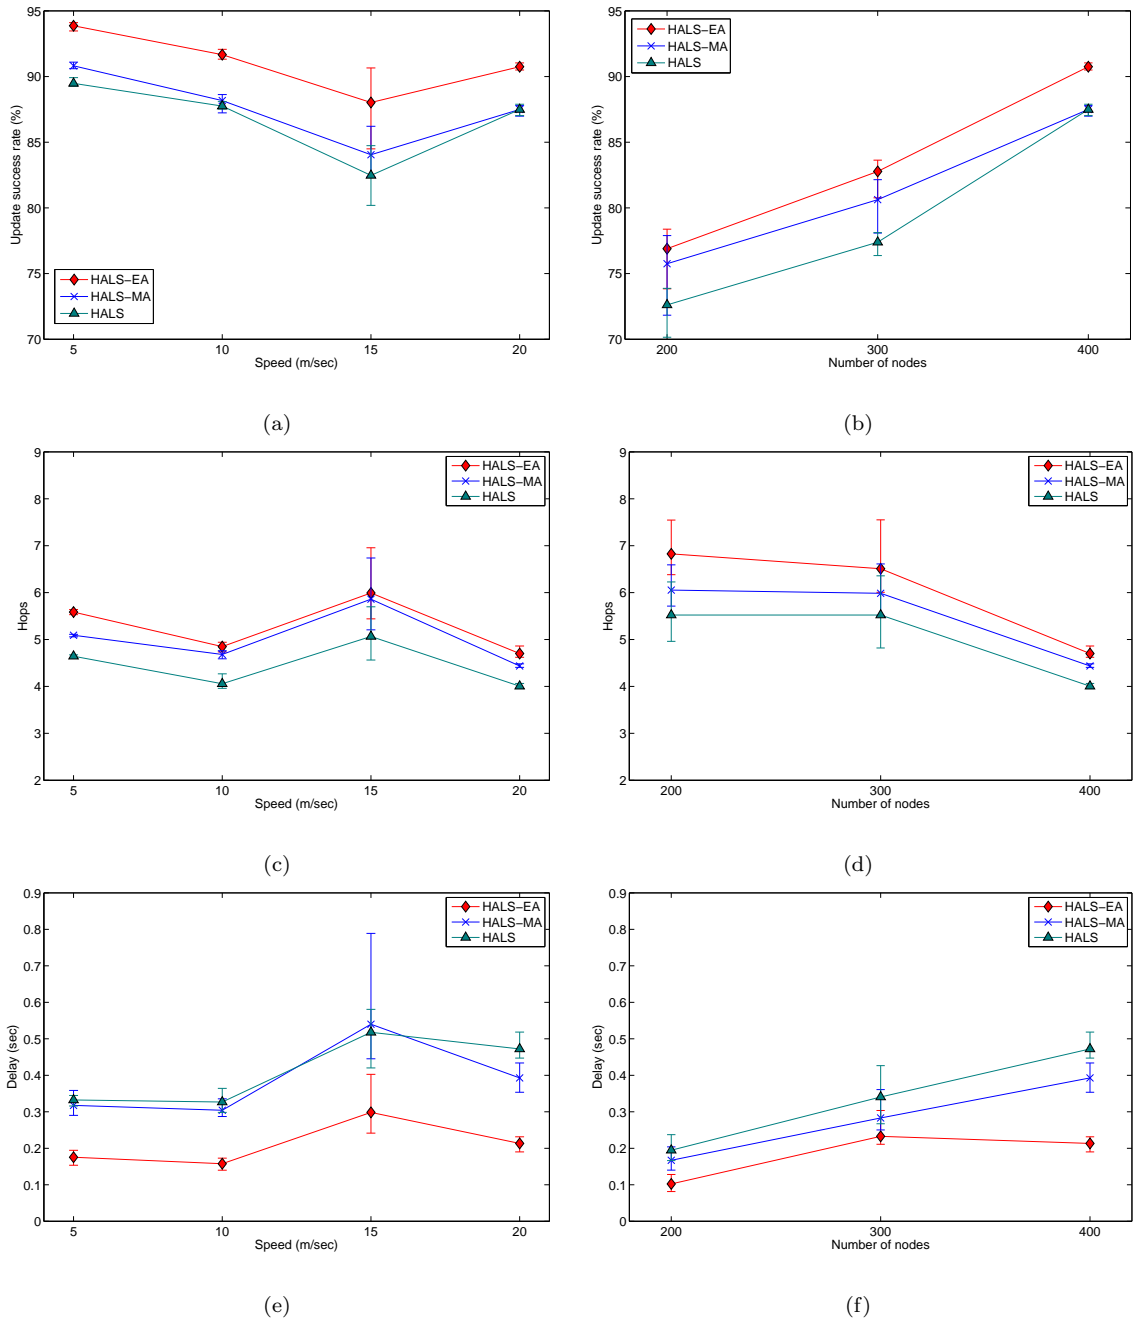 95
90
85
80
75
70
Update success rate (%)
HALS-EA
HALS-MA
HALS
5 10 15 20
Speed (m/sec)
(a)
95
90
85
80
75
70
Update success rate (%)
HALS-EA
HALS-MA
HALS
200 300 400
Number of nodes
(b)
9
8
7
6
5
4
3
2
Hops
HALS-EA
HALS-MA
HALS
5 10 15 20
Speed (m/sec)
(c)
9
8
7
6
5
4
3
2
Hops
HALS-EA
HALS-MA
HALS
200 300 400
Number of nodes
(d)
0.9
0.8
0.7
0.6
0.5
0.4
0.3
0.2
0.1
0
Delay (sec)
HALS-EA
HALS-MA
HALS
5 10 15 20
Speed (m/sec)
(e)
0.9
0.8
0.7
0.6
0.5
0.4
0.3
0.2
0.1
0
Delay (sec)
HALS-EA
HALS-MA
HALS
200 300 400
Number of nodes
(f)